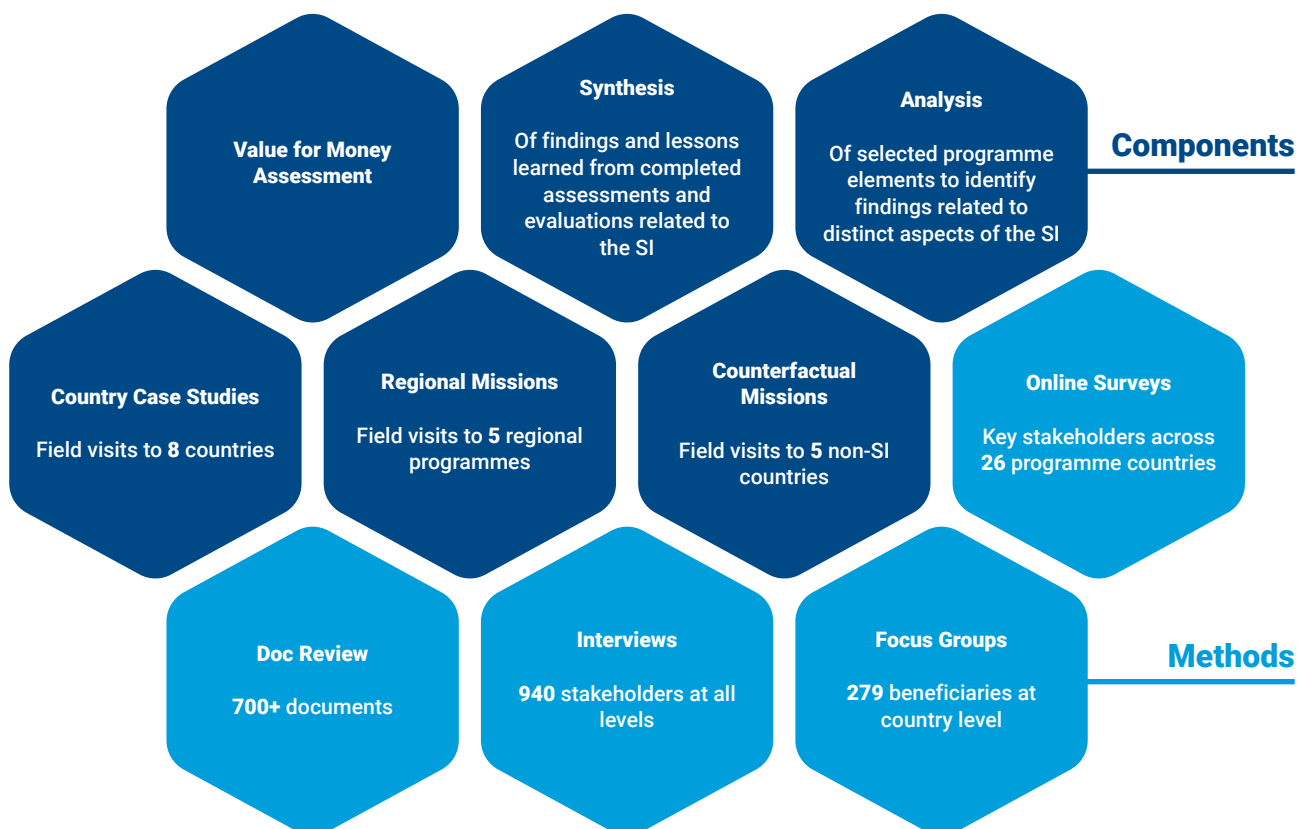 Value for Money
Assessment
Synthesis
Of findings and lessons
learned from completed
assessments and
evaluations related to
the SI
Analysis
Of selected programme
elements to identify
findings related to
distinct aspects of the SI
Components
Country Case Studies
Field visits to 8 countries
Regional Missions
Field visits to 5 regional
programmes
Counterfactual
Missions
Field visits to 5 non-SI
countries
Online Surveys
Key stakeholders across
26 programme countries
Doc Review
700+ documents
Interviews
940 stakeholders at all
levels
Focus Groups
279 beneficiaries at
country level
Methods